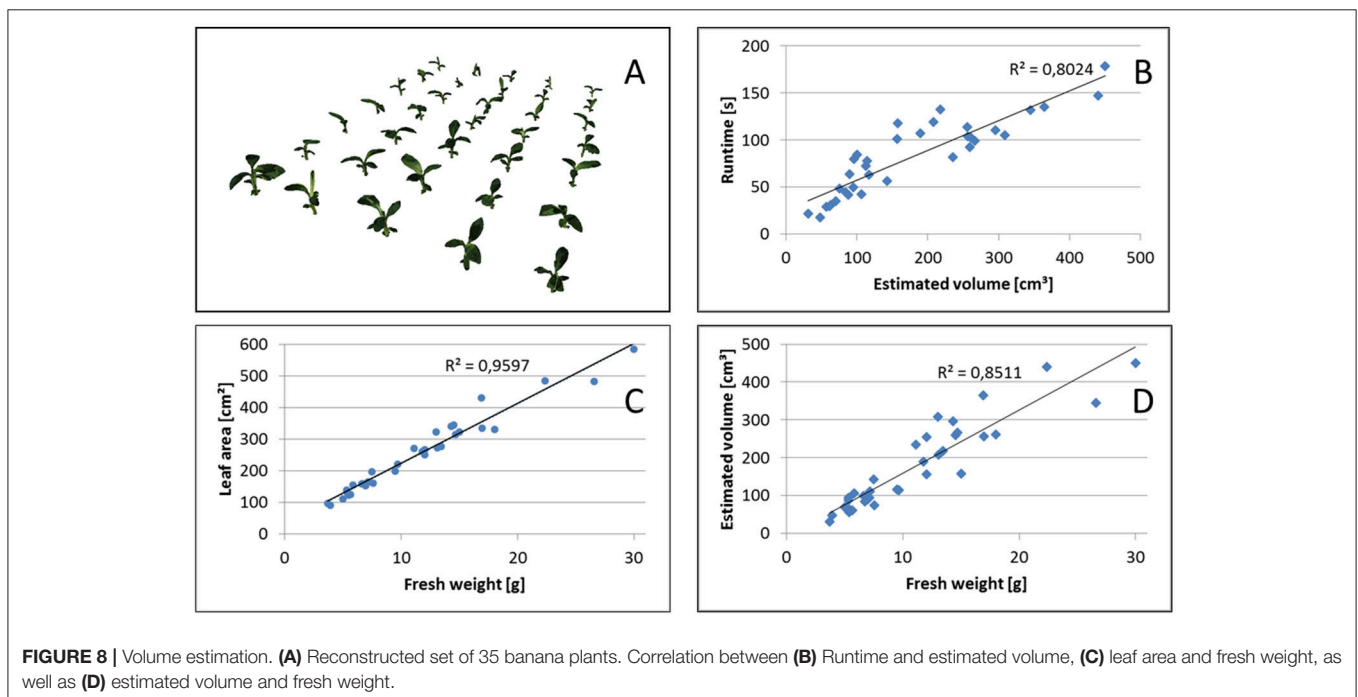 A
200
150
100
50
0
0 100 200 300 400 500
Runtime [s]
Estimated volume [cm³]
R² = 0,8024
B
600
500
400
300
200
100
0
0 10 20 30
Leaf area [cm²]
Fresh weight [g]
R² = 0,9597
C
500
400
300
200
100
0
0 10 20 30
Estimated volume [cm³]
Fresh weight [g]
R² = 0,8511
D
FIGURE 8 | Volume estimation. (A) Reconstructed set of 35 banana plants. Correlation between (B) Runtime and estimated volume, (C) leaf area and fresh weight, as
well as (D) estimated volume and fresh weight.